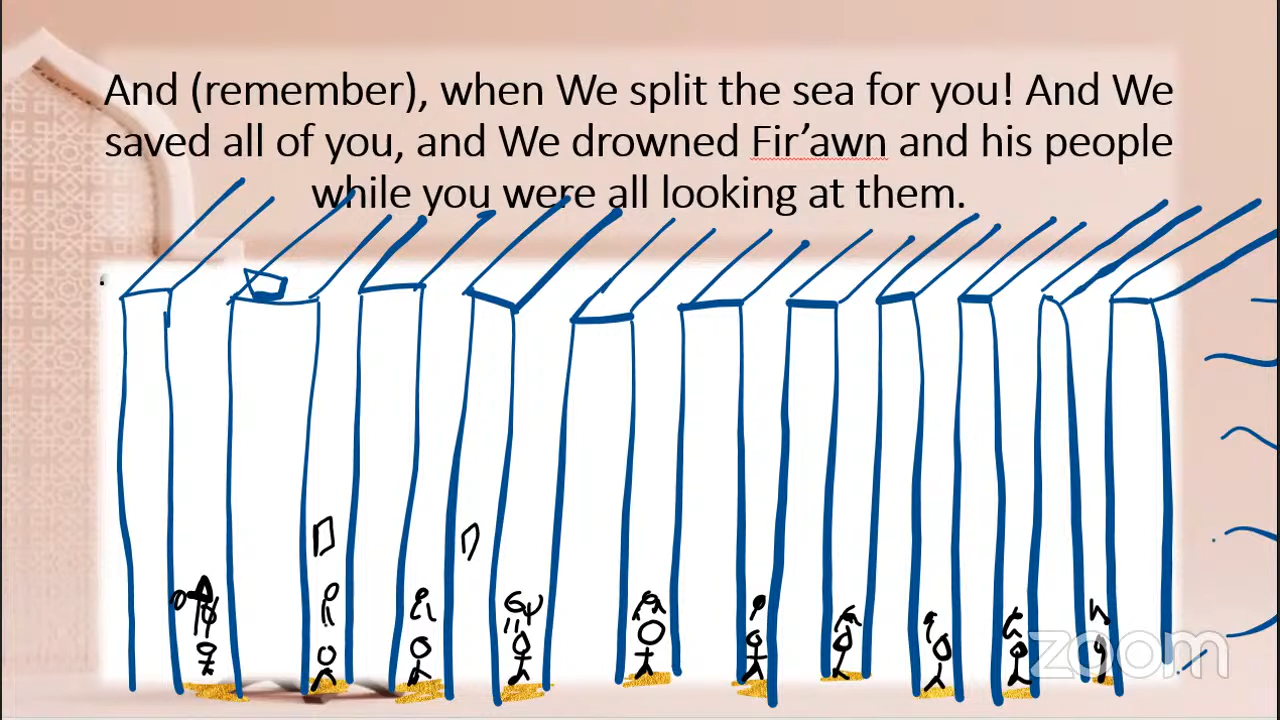 And (remember), when We split the sea for you! And We
saved all of you, and We drowned Fir’awn and his people
while you were all looking at them.
zoom